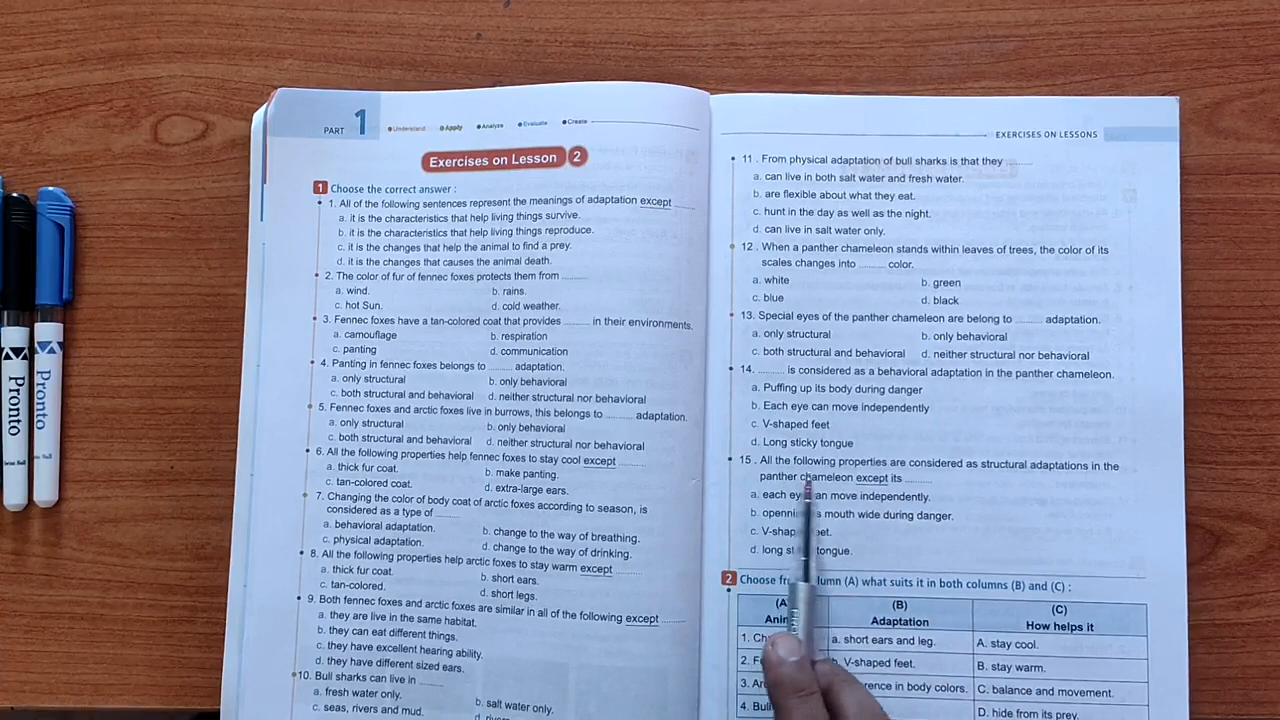 PART 1
Understand Apply Analyze Evaluate Create
Exercises on Lesson 2
1 Choose the correct answer :
1. All of the following sentences represent the meanings of adaptation except ........
a. it is the characteristics that help living things survive.
b. it is the characteristics that help living things reproduce.
c. it is the changes that help the animal to find a prey.
d. it is the changes that causes the animal death.
2. The color of fur of fennec foxes protects them from ........
a. wind. b. rains.
c. hot Sun. d. cold weather.
3. Fennec foxes have a tan-colored coat that provides ........ in their environments.
a. camouflage b. respiration
c. panting d. communication
4. Panting in fennec foxes belongs to ........ adaptation.
a. only structural b. only behavioral
c. both structural and behavioral d. neither structural nor behavioral
5. Fennec foxes and arctic foxes live in burrows, this belongs to ........ adaptation.
a. only structural b. only behavioral
c. both structural and behavioral d. neither structural nor behavioral
6. All the following properties help fennec foxes to stay cool except ........
a. thick fur coat. b. make panting.
c. tan-colored coat. d. extra-large ears.
7. Changing the color of body coat of arctic foxes according to season, is
considered as a type of ........
a. behavioral adaptation. b. change to the way of breathing.
c. physical adaptation. d. change to the way of drinking.
8. All the following properties help arctic foxes to stay warm except ........
a. thick fur coat. b. short ears.
c. tan-colored. d. short legs.
9. Both fennec foxes and arctic foxes are similar in all of the following except ........
a. they are live in the same habitat.
b. they can eat different things.
c. they have excellent hearing ability.
d. they have different sized ears.
10. Bull sharks can live in ........
a. fresh water only. b. salt water only.
c. seas, rivers and mud. d.
EXERCISES ON LESSONS
11 . From physical adaptation of bull sharks is that they ........
a. can live in both salt water and fresh water.
b. are flexible about what they eat.
c. hunt in the day as well as the night.
d. can live in salt water only.
12 . When a panther chameleon stands within leaves of trees, the color of its
scales changes into ........ color.
a. white b. green
c. blue d. black
13. Special eyes of the panther chameleon are belong to ........ adaptation.
a. only structural b. only behavioral
c. both structural and behavioral d. neither structural nor behavioral
14. ........ is considered as a behavioral adaptation in the panther chameleon.
a. Puffing up its body during danger
b. Each eye can move independently
c. V-shaped feet
d. Long sticky tongue
15 . All the following properties are considered as structural adaptations in the
panther chameleon except its ........
a. each eye can move independently.
b. openning mouth wide during danger.
c. V-shaped feet.
d. long tongue.
2 Choose from column (A) what suits it in both columns (B) and (C) :
(A) (B) (C)
Adaptation How helps it
1. a. short ears and leg. A. stay cool.
2. V-shaped feet. B. stay warm.
3. in body colors. C. balance and movement.
4. D. hide from its prey.
Pronto
Pronto